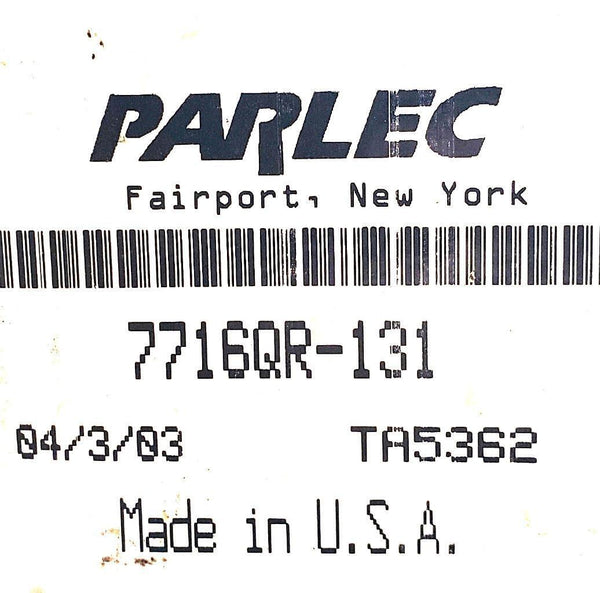 PARLEC
Fairport, New York
7716QR-131
04/3/03 TA5362
Made in U.S.A.